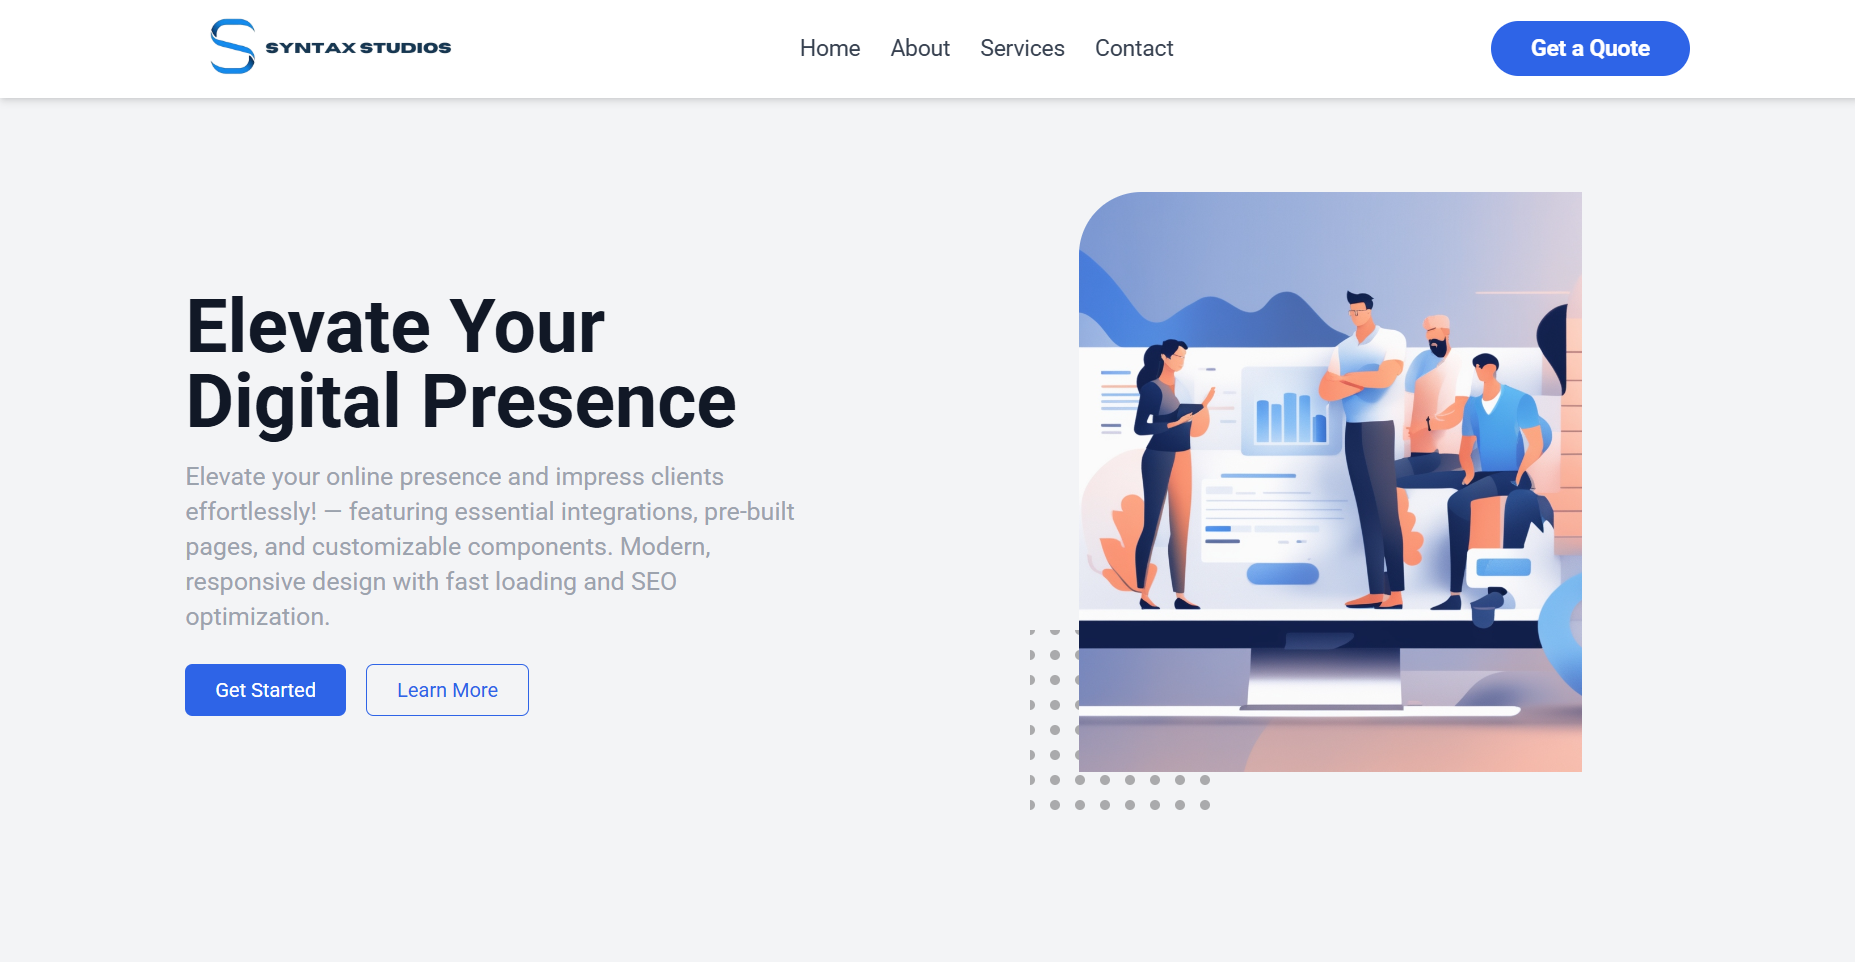 SYNTAX STUDIOS
Home About Services Contact
Get a Quote
Elevate Your
Digital Presence
Elevate your online presence and impress clients
effortlessly! — featuring essential integrations, pre-built
pages, and customizable components. Modern,
responsive design with fast loading and SEO
optimization.
Get Started
Learn More